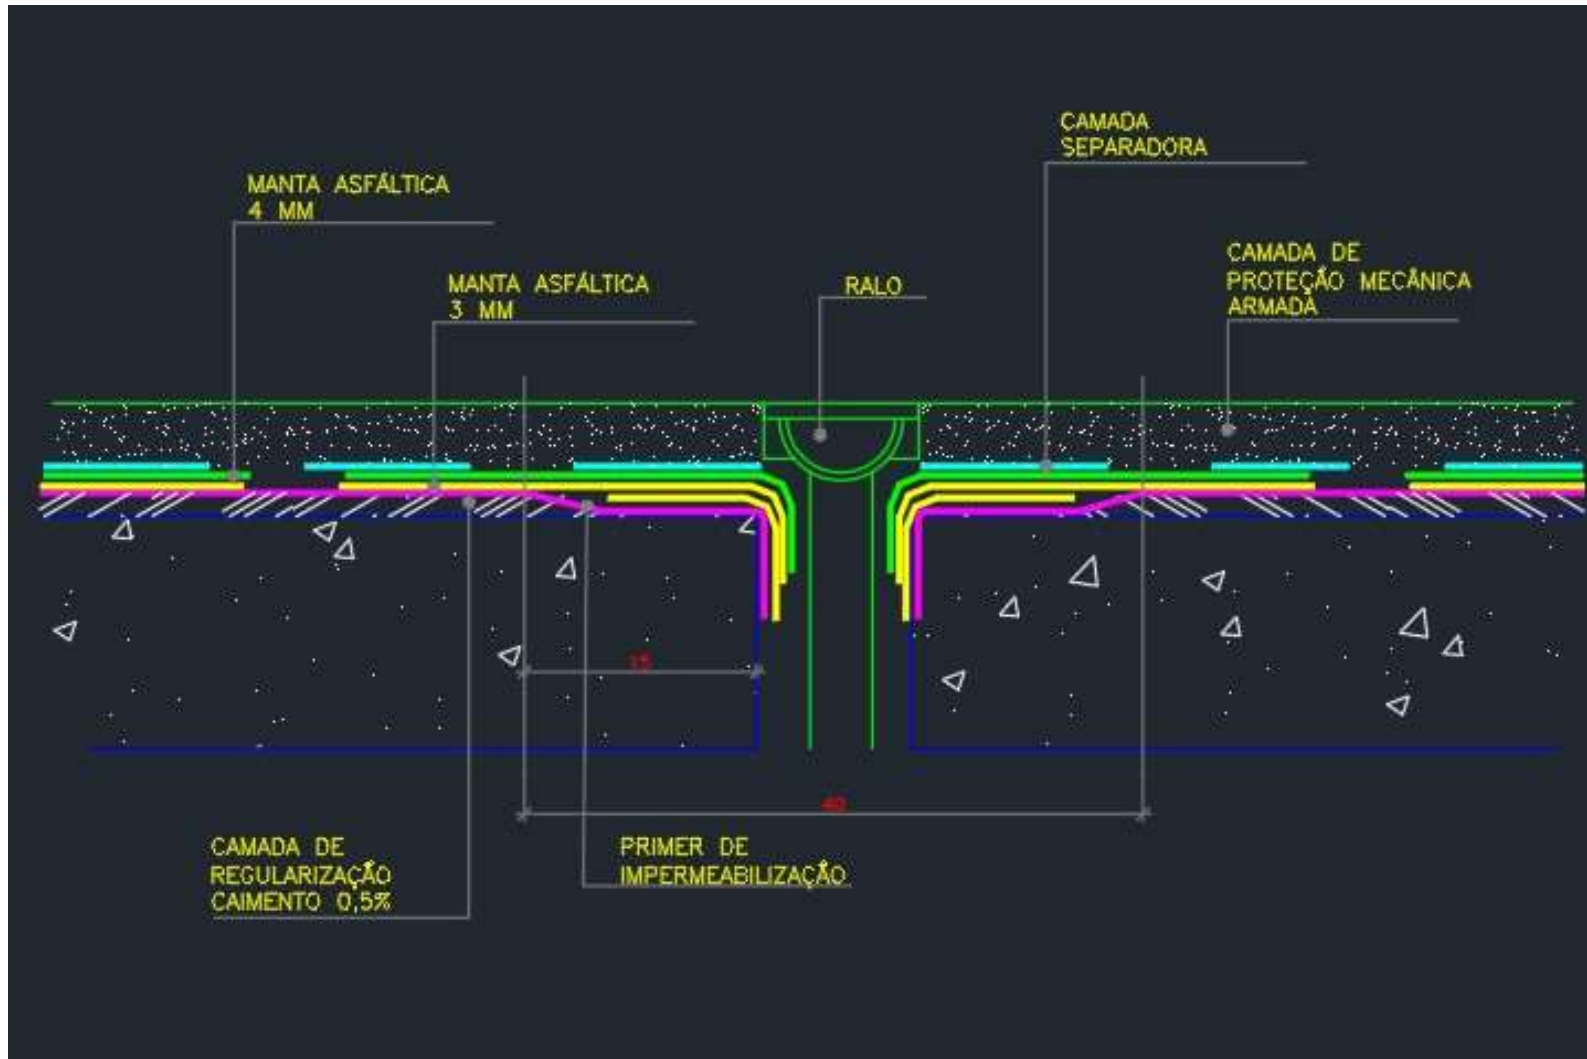 CAMADA
SEPARADORA
MANTA ASFÁLTICA
4 MM
CAMADA DE
PROTEÇÃO MECÂNICA
ARMADA
MANTA ASFÁLTICA
3 MM
RALO
15
40
CAMADA DE
REGULARIZAÇÃO
CAIMENTO 0,5%
PRIMER DE
IMPERMEABILIZAÇÃO